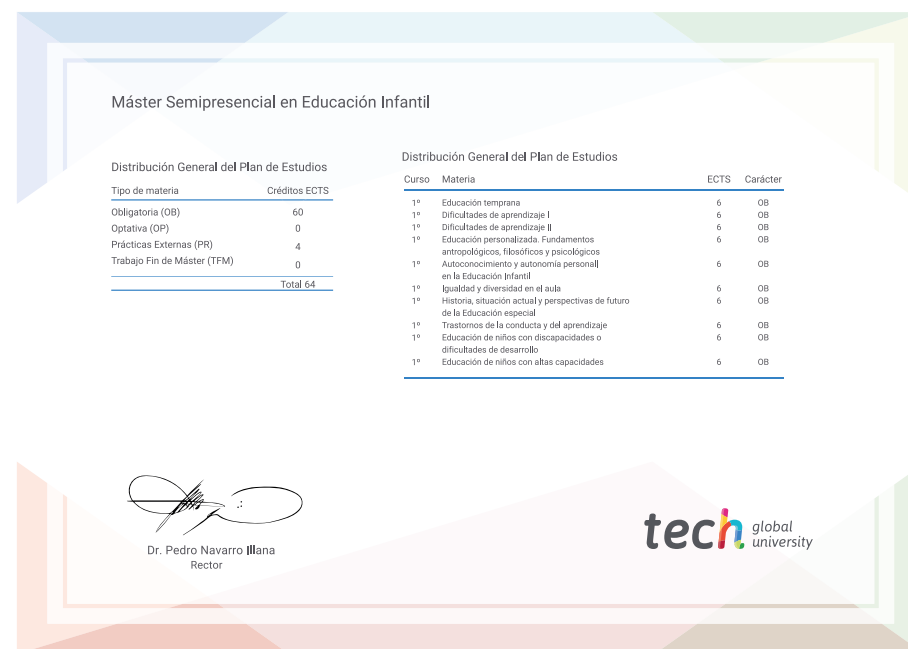 Máster Semipresencial en Educación Infantil
Distribución General del Plan de Estudios
Tipo de materia Créditos ECTS
Obligatoria (OB) 60
Optativa (OP) 0
Prácticas Externas (PR) 4
Trabajo Fin de Máster (TFM) 0
Total 64
Distribución General del Plan de Estudios
Curso Materia ECTS Carácter
1º Educación temprana 6 OB
1º Dificultades de aprendizaje I 6 OB
1º Dificultades de aprendizaje II 6 OB
1º Educación personalizada. Fundamentos 6 OB
antropológicos, filosóficos y psicológicos
1º Autoconocimiento y autonomía personal 6 OB
en la Educación Infantil
1º Igualdad y diversidad en el aula 6 OB
1º Historia, situación actual y perspectivas de futuro 6 OB
de la Educación especial
1º Trastornos de la conducta y del aprendizaje 6 OB
1º Educación de niños con discapacidades o 6 OB
dificultades de desarrollo
1º Educación de niños con altas capacidades 6 OB
Dr. Pedro Navarro Illana
Rector
tech global
university